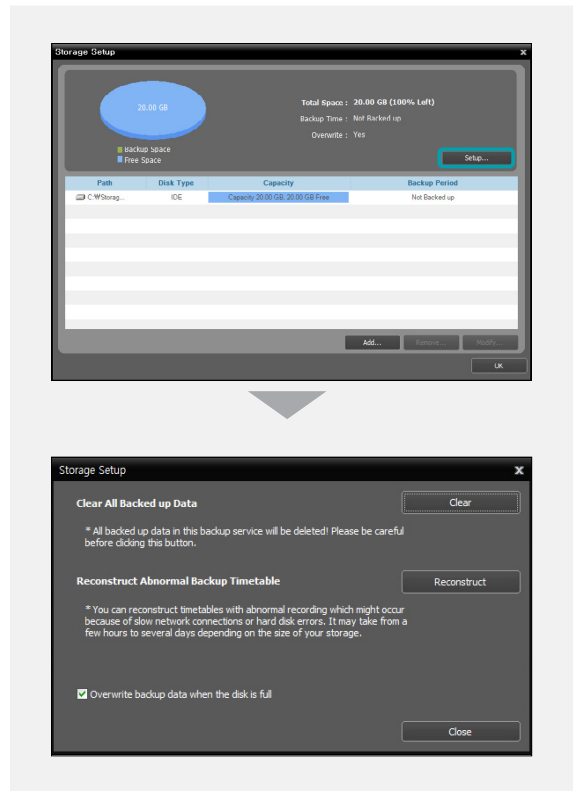 Storage Setup
x
20.00 GB
Total Space : 20.00 GB (100% Left)
Backup Time : Not Backed up
Overwrite : Yes
Backup Space
Free Space
Setup...
Path Disk Type Capacity Backup Period
C:₩Storag... IDE Capacity 20.00 GB, 20.00 GB Free Not Backed up
Add... Remove... Modify...
OK
Storage Setup
x
Clear All Backed up Data
Clear
* All backed up data in this backup service will be deleted! Please be careful
before clicking this button.
Reconstruct Abnormal Backup Timetable
Reconstruct
* You can reconstruct timetables with abnormal recording which might occur
because of slow network connections or hard disk errors. It may take from a
few hours to several days depending on the size of your storage.
Overwrite backup data when the disk is full
Close